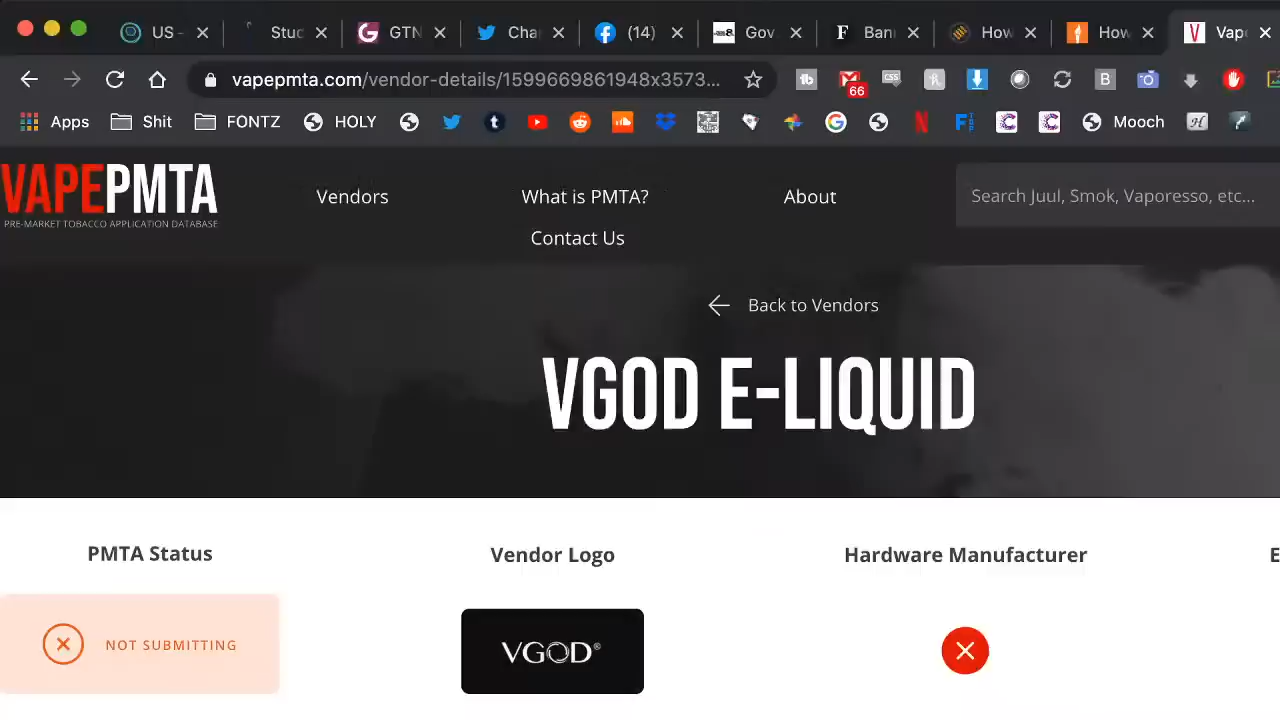 US -
Stuc
GTN
Cha
(14)
Gov
Ban
How
How
Vape
vapepmta.com/vendor-details/1599669861948x3573...
66
Apps
Shit
FONTZ
HOLY
Mooch
VAPEPMTA
PRE-MARKET TOBACCO APPLICATION DATABASE
Vendors
What is PMTA?
About
Contact Us
Search Juul, Smok, Vaporesso, etc...
Back to Vendors
VGOD E-LIQUID
PMTA Status
Vendor Logo
Hardware Manufacturer
E
NOT SUBMITTING
VGOD®